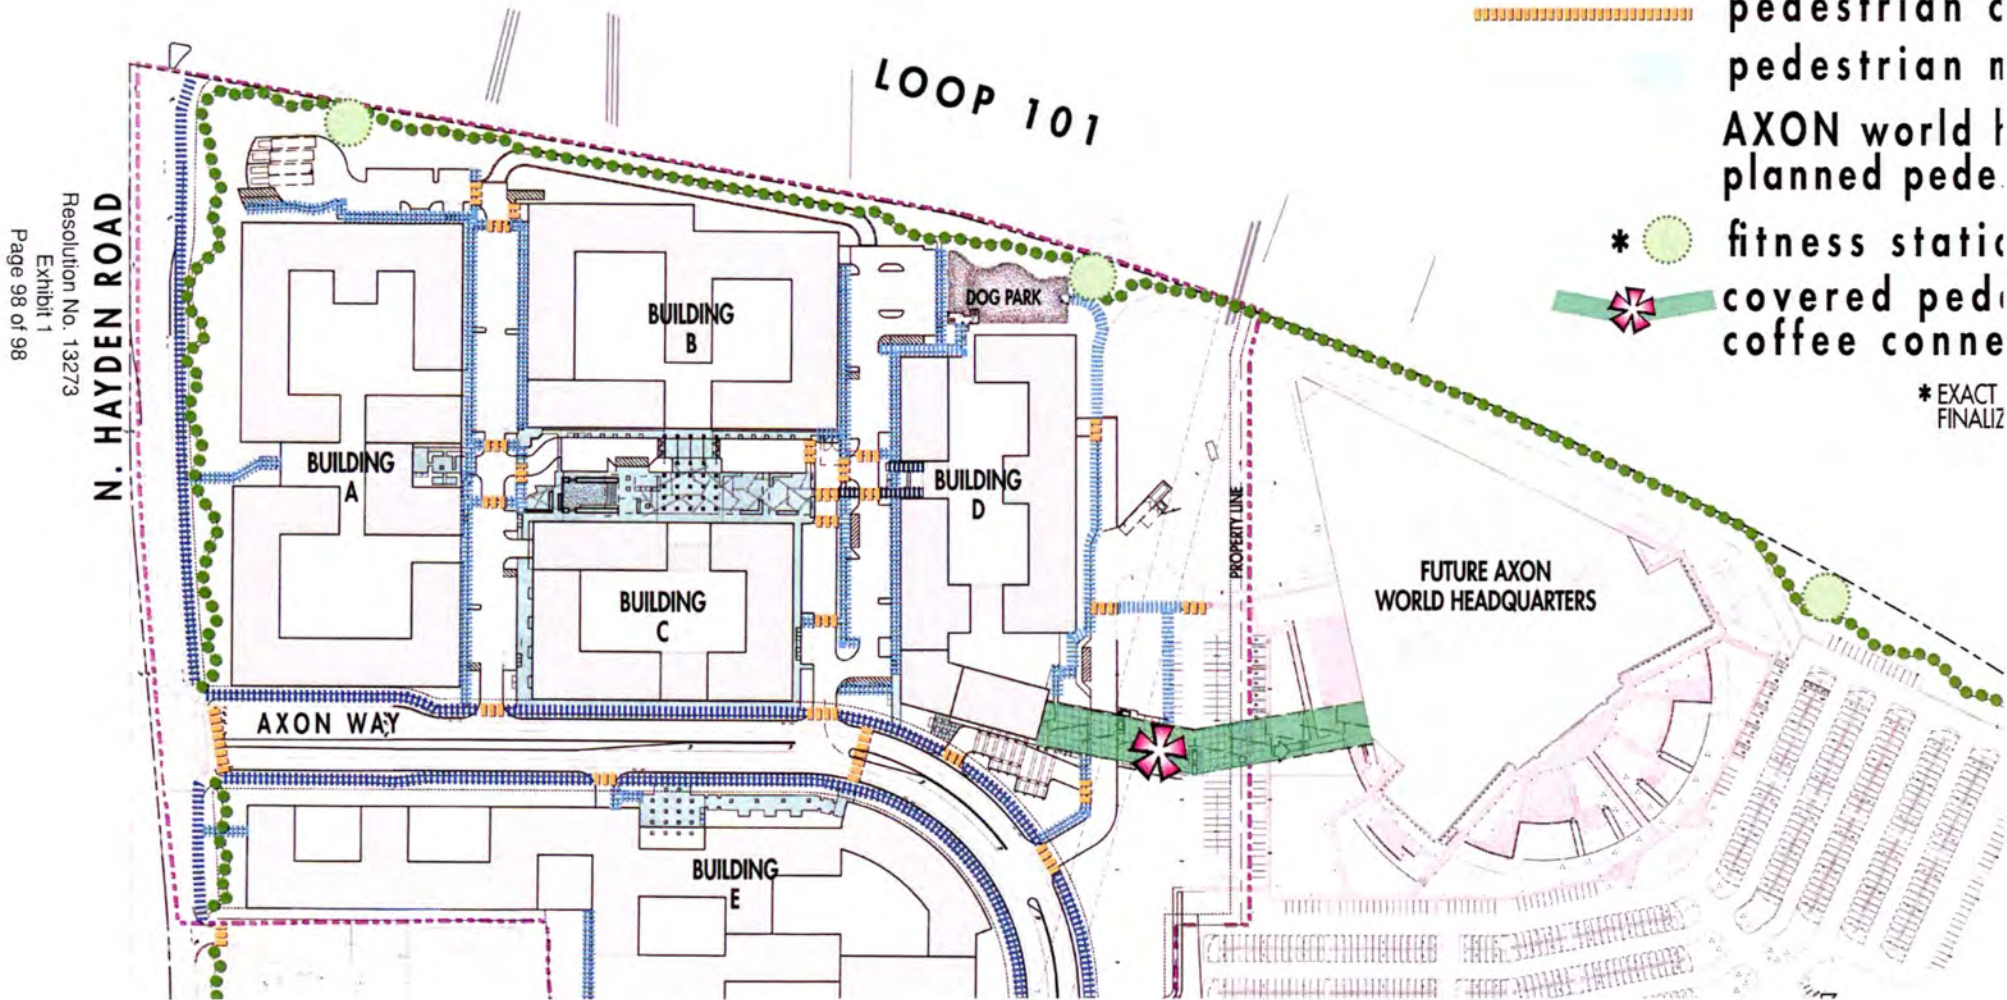 pedestrian c
pedestrian n
AXON world h
planned pede
* fitness static
covered ped
coffee conne
* EXACT
FINALIZ
LOOP 101
N. HAYDEN ROAD
Resolution No. 13273
Exhibit 1
Page 98 of 98
BUILDING
A
BUILDING
B
DOG PARK
BUILDING
C
BUILDING
D
PROPERTY LINE
FUTURE AXON
WORLD HEADQUARTERS
AXON WAY
BUILDING
E